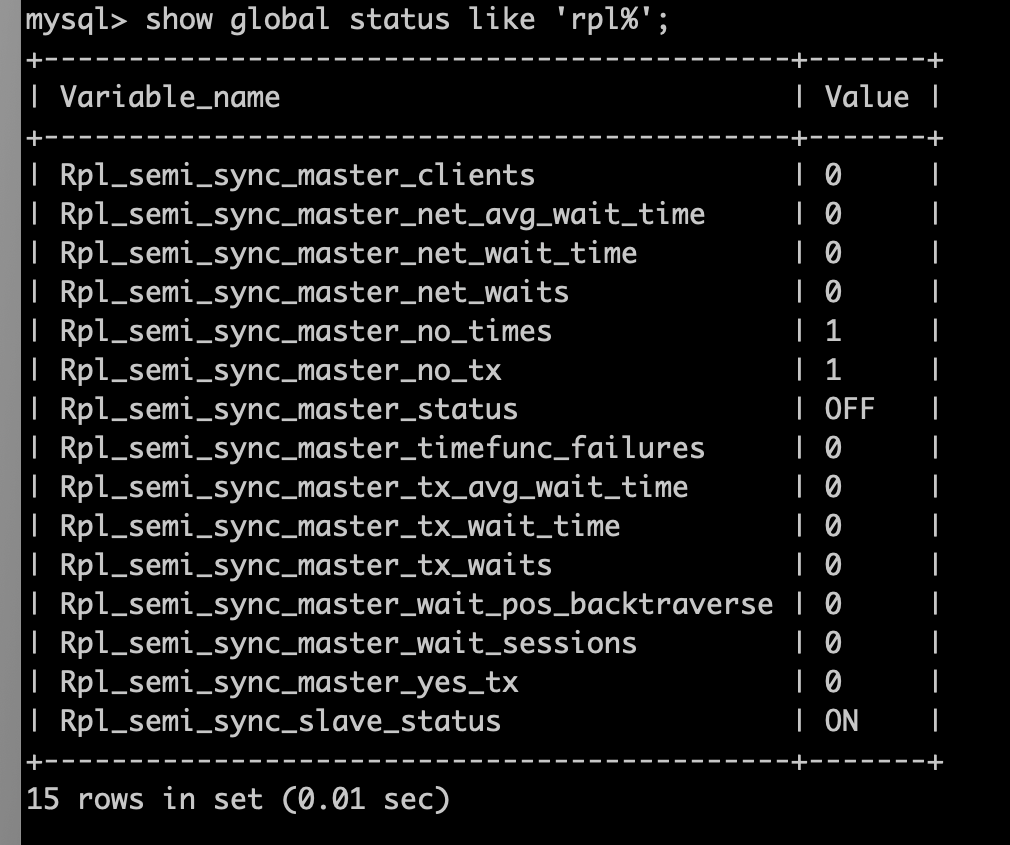 mysql> show global status like 'rpl%';
+--------------------------------------------+-------+
| Variable_name                              | Value |
+--------------------------------------------+-------+
| Rpl_semi_sync_master_clients               | 0     |
| Rpl_semi_sync_master_net_avg_wait_time     | 0     |
| Rpl_semi_sync_master_net_wait_time         | 0     |
| Rpl_semi_sync_master_net_waits             | 0     |
| Rpl_semi_sync_master_no_times              | 1     |
| Rpl_semi_sync_master_no_tx                 | 1     |
| Rpl_semi_sync_master_status                | OFF   |
| Rpl_semi_sync_master_timefunc_failures     | 0     |
| Rpl_semi_sync_master_tx_avg_wait_time      | 0     |
| Rpl_semi_sync_master_tx_wait_time          | 0     |
| Rpl_semi_sync_master_tx_waits              | 0     |
| Rpl_semi_sync_master_wait_pos_backtraverse | 0     |
| Rpl_semi_sync_master_wait_sessions         | 0     |
| Rpl_semi_sync_master_yes_tx                | 0     |
| Rpl_semi_sync_slave_status                 | ON    |
+--------------------------------------------+-------+
15 rows in set (0.01 sec)